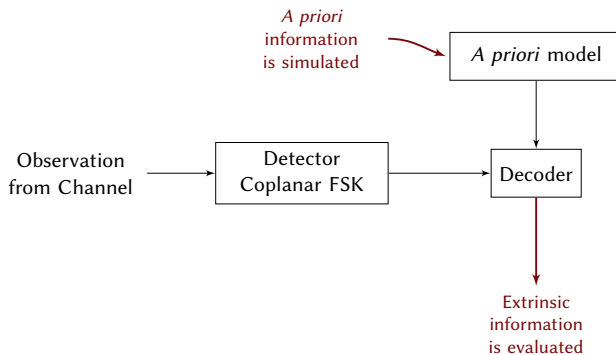 A priori
information
is simulated
A priori model
Observation
from Channel
Detector
Coplanar FSK
Decoder
Extrinsic
information
is evaluated